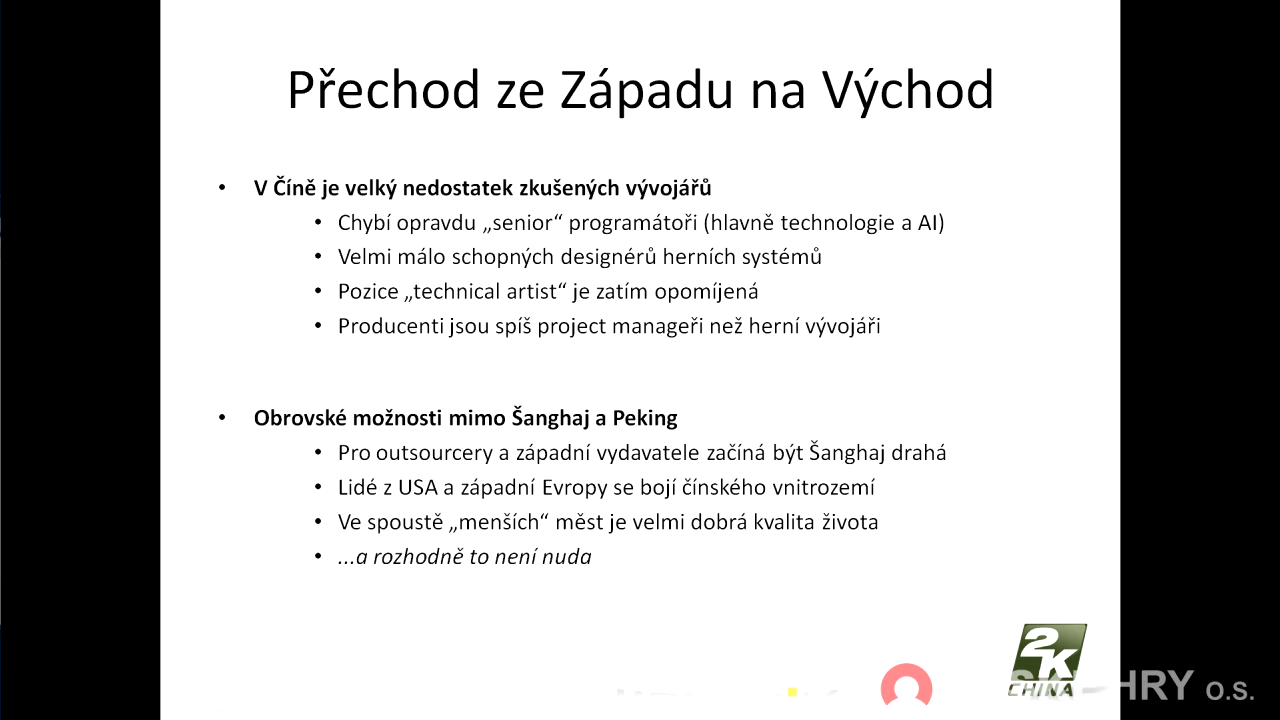 Přechod ze Západu na Východ
• V Číně je velký nedostatek zkušených vývojářů
• Chybí opravdu „senior“ programátoři (hlavně technologie a AI)
• Velmi málo schopných designérů herních systémů
• Pozice „technical artist“ je zatím opomíjená
• Producenti jsou spíš project manageři než herní vývojáři
• Obrovské možnosti mimo Šanghaj a Peking
• Pro outsourcery a západní vydavatele začíná být Šanghaj drahá
• Lidé z USA a západní Evropy se bojí čínského vnitrozemí
• Ve spoustě „menších“ měst je velmi dobrá kvalita života
• ...a rozhodně to není nuda
2K
CHINA
HRY o.s.